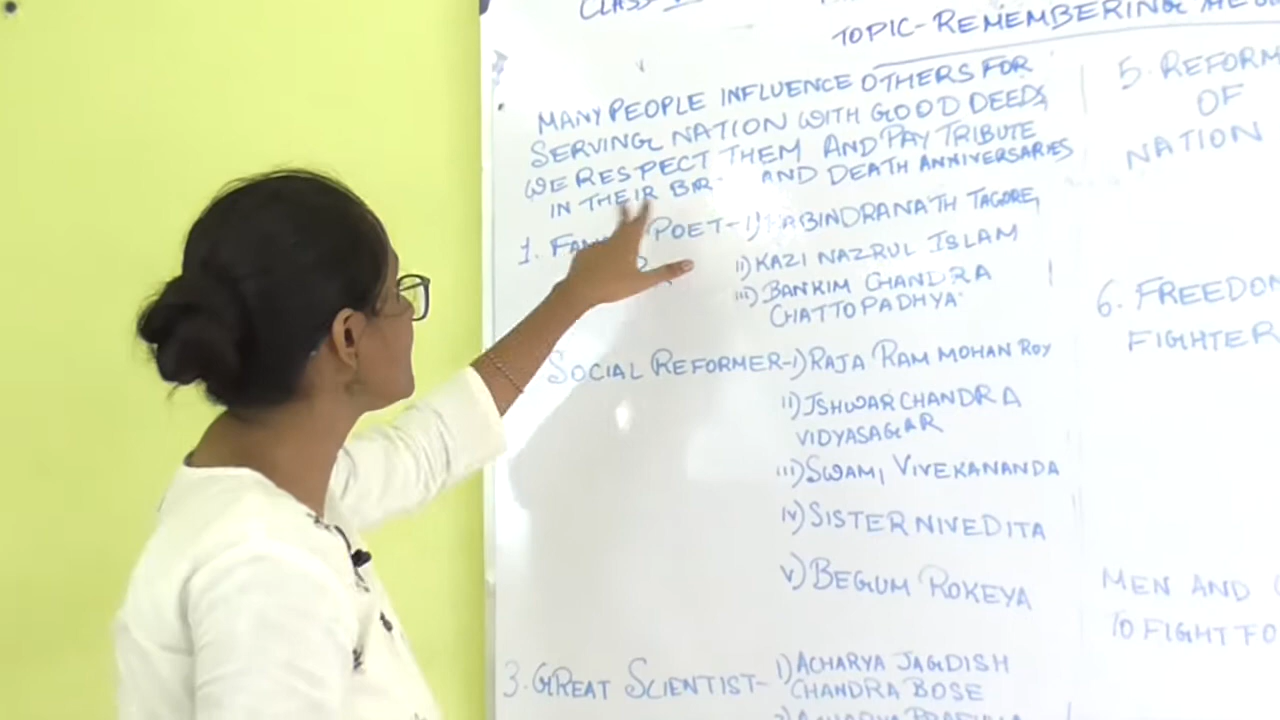 CLASS
TOPIC-REMEMBERING
MANY PEOPLE INFLUENCE OTHERS FOR
SERVING NATION WITH GOOD DEEDS,
WE RESPECT THEM AND PAY TRIBUTE
IN THEIR AND DEATH ANNIVERSARIES
1. POET-i) RABINDRANATH TAGORE,
ii) KAZI NAZRUL ISLAM
iii) BANKIM CHANDRA
CHATTOPADHYA
SOCIAL REFORMER-i) RAJA RAM MOHAN ROY
ii) ISHWAR CHANDRA
VIDYASAGAR
iii) SWAMI VIVEKANANDA
iv) SISTER NIVEDITA
v) BEGUM ROKEYA
3. GREAT SCIENTIST- i) ACHARYA JAGDISH
CHANDRA BOSE
5. REFORM
OF
NATION
6. FREEDOM
FIGHTER
MEN AND
TO FIGHT FO